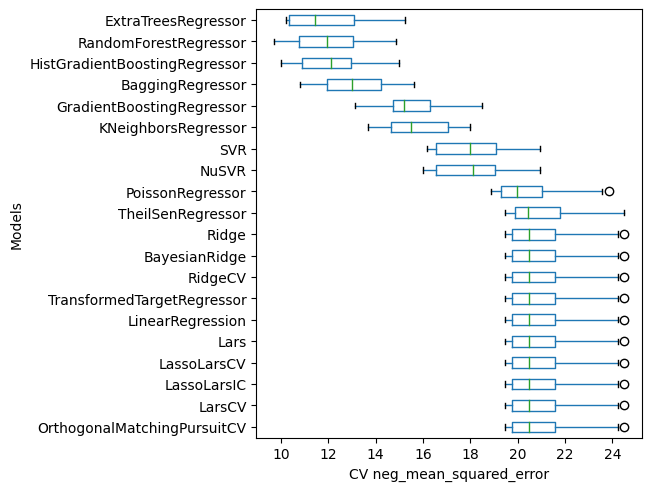 ExtraTreesRegressor
RandomForestRegressor
HistGradientBoostingRegressor
BaggingRegressor
GradientBoostingRegressor
KNeighborsRegressor
SVR
NuSVR
PoissonRegressor
TheilSenRegressor
Ridge
BayesianRidge
RidgeCV
TransformedTargetRegressor
LinearRegression
Lars
LassoLarsCV
LassoLarsIC
LarsCV
OrthogonalMatchingPursuitCV
Models
10 12 14 16 18 20 22 24
CV neg_mean_squared_error